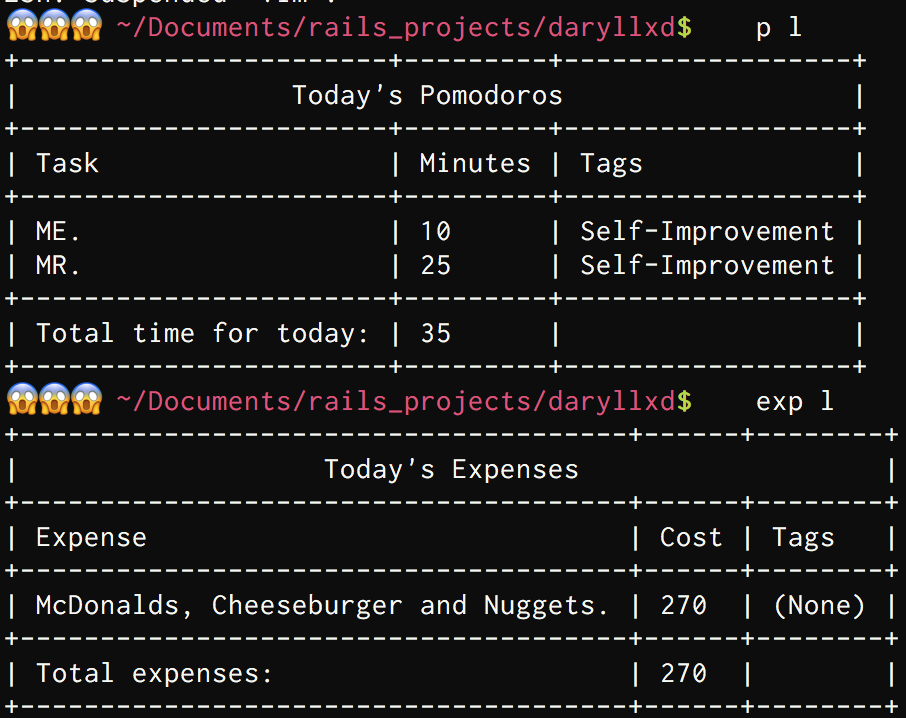 😱😱😱 ~/Documents/rails_projects/daryllxd$ p l
+-----------------------+---------+------------------+
| Today's Pomodoros |
+-----------------------+---------+------------------+
| Task | Minutes | Tags |
+-----------------------+---------+------------------+
| ME. | 10 | Self-Improvement |
| MR. | 25 | Self-Improvement |
+-----------------------+---------+------------------+
| Total time for today: | 35 | |
+-----------------------+---------+------------------+
😱😱😱 ~/Documents/rails_projects/daryllxd$ exp l
+--------------------------------------+------+--------+
| Today's Expenses |
+--------------------------------------+------+--------+
| Expense | Cost | Tags |
+--------------------------------------+------+--------+
| McDonalds, Cheeseburger and Nuggets. | 270 | (None) |
+--------------------------------------+------+--------+
| Total expenses: | 270 | |
+--------------------------------------+------+--------+